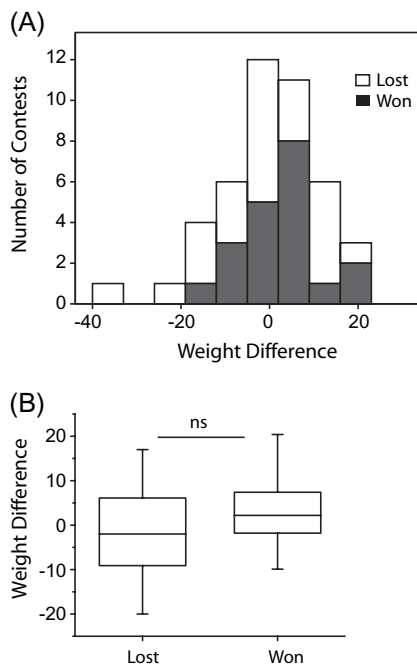 (A)
Number of Contests
12
10
8
6
4
2
0
Lost
Won
-40
-20
0
20
Weight Difference
(B)
Weight Difference
20
10
0
-10
-20
ns
Lost
Won